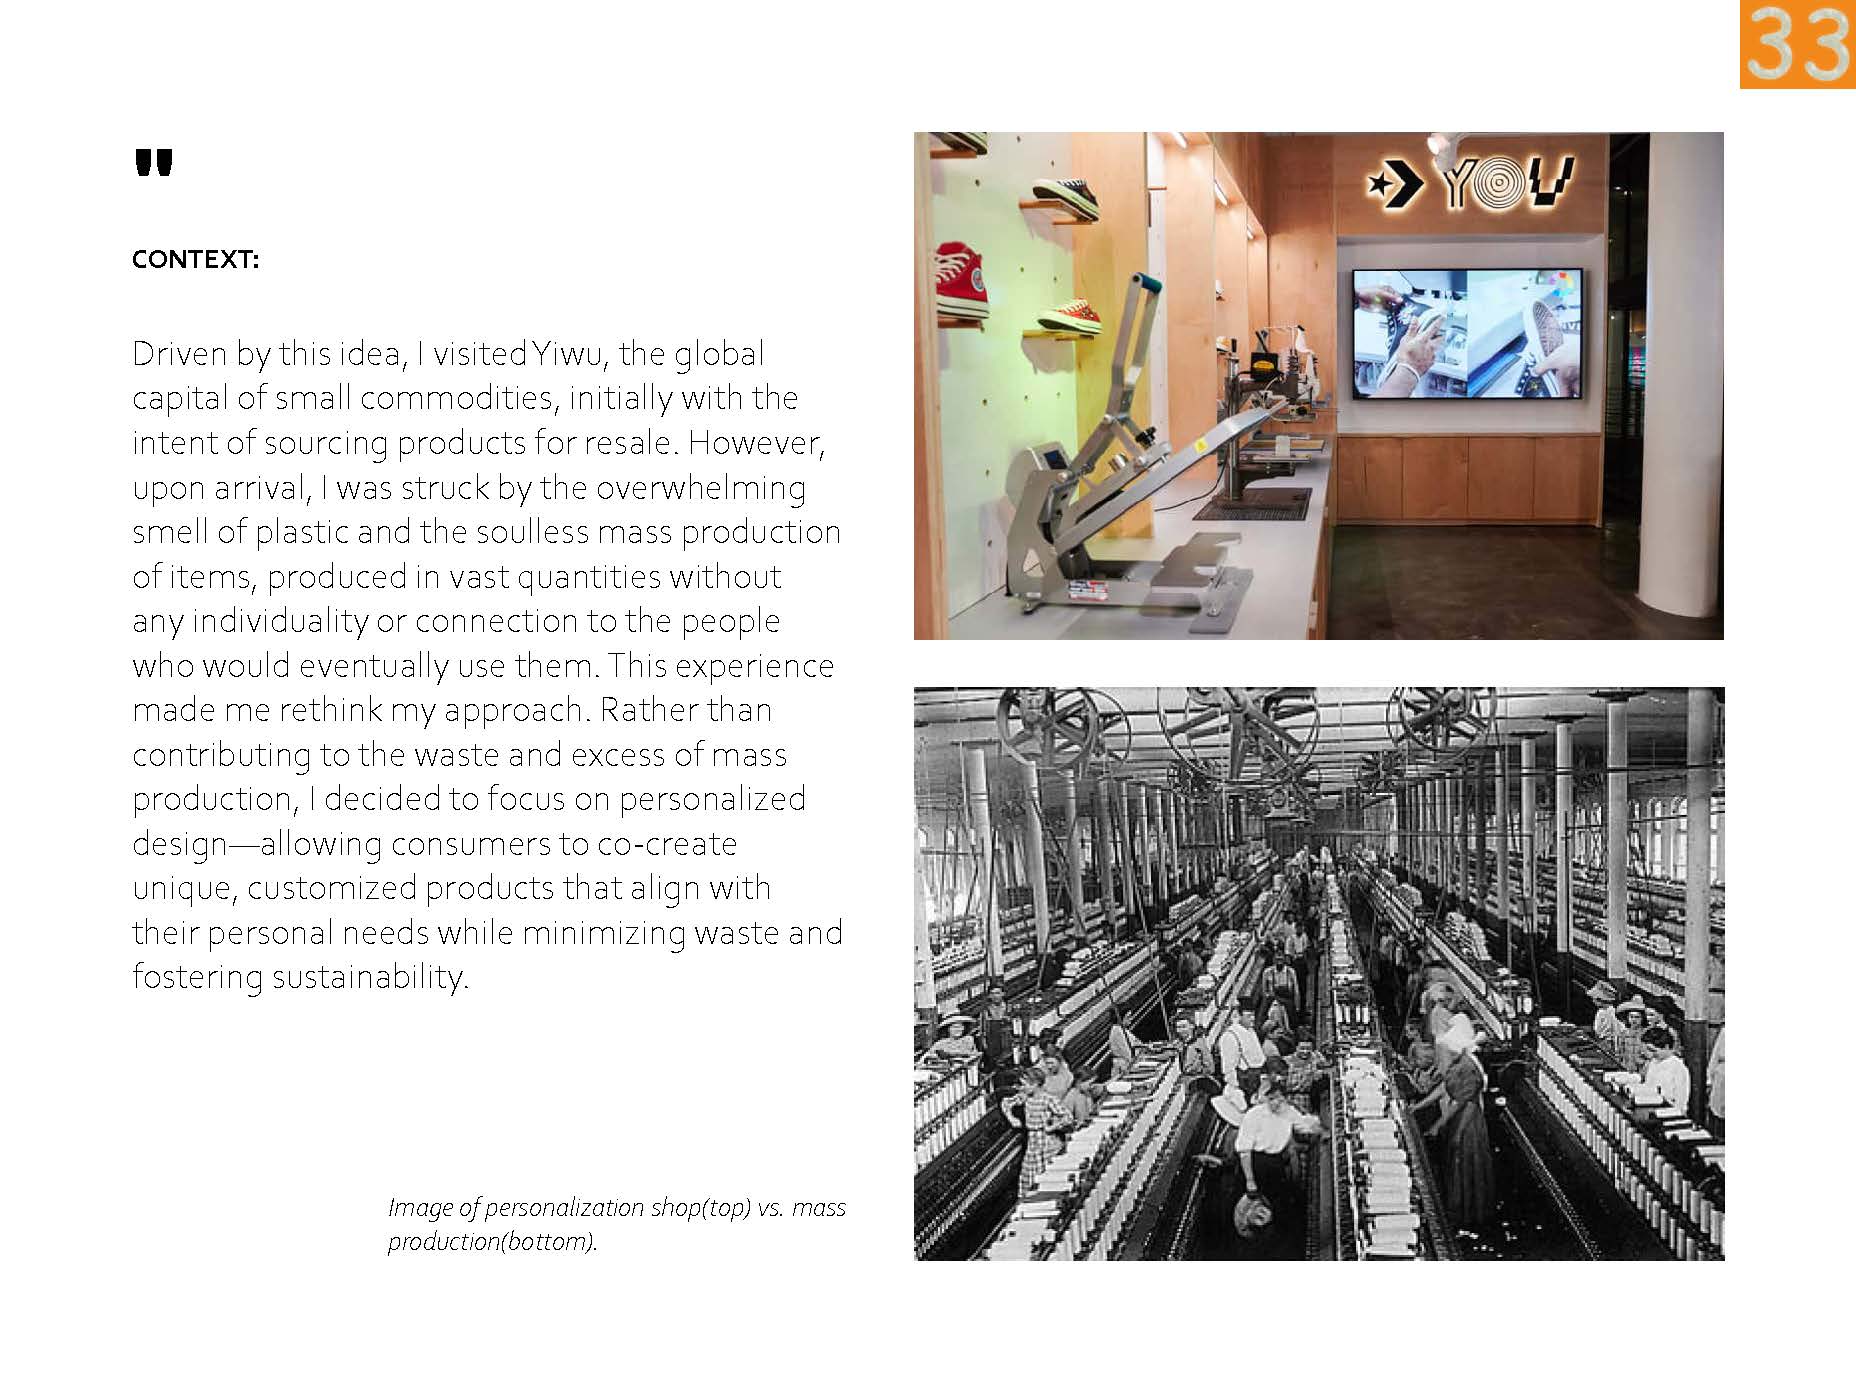 33
"
CONTEXT:
Driven by this idea, I visited Yiwu, the global
capital of small commodities, initially with the
intent of sourcing products for resale. However,
upon arrival, I was struck by the overwhelming
smell of plastic and the soulless mass production
of items, produced in vast quantities without
any individuality or connection to the people
who would eventually use them. This experience
made me rethink my approach. Rather than
contributing to the waste and excess of mass
production, I decided to focus on personalized
design—allowing consumers to co-create
unique, customized products that align with
their personal needs while minimizing waste and
fostering sustainability.
Image of personalization shop(top) vs. mass
production(bottom).
YOU